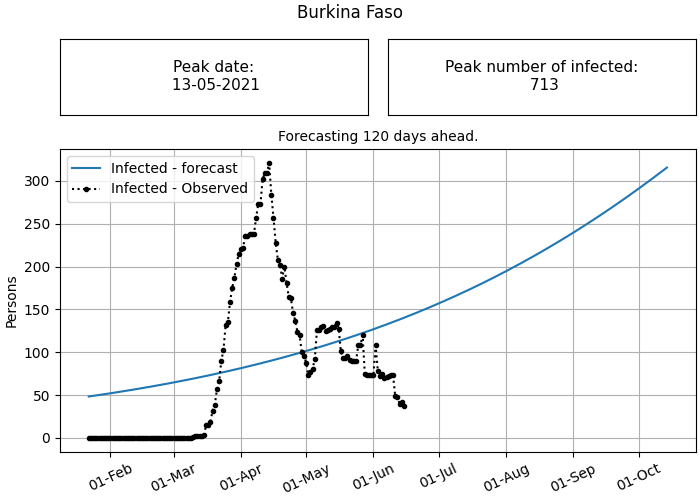 Burkina Faso
Peak date:
13-05-2021
Peak number of infected:
713
Forecasting 120 days ahead.
Infected - forecast
Infected - Observed
Persons
300
250
200
150
100
50
0
01-Feb
01-Mar
01-Apr
01-May
01-Jun
01-Jul
01-Aug
01-Sep
01-Oct